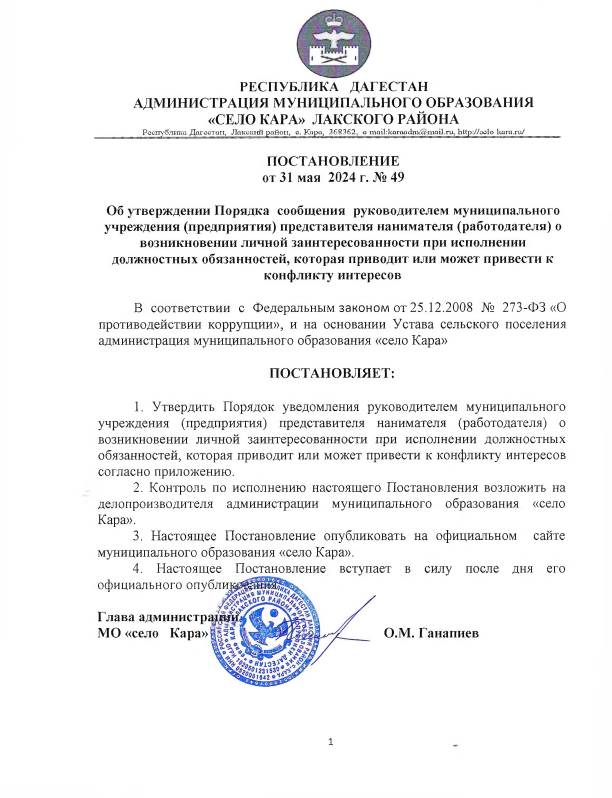 РЕСПУБЛИКА ДАГЕСТАН
АДМИНИСТРАЦИЯ МУНИЦИПАЛЬНОГО ОБРАЗОВАНИЯ
«СЕЛО КАРА» ЛАКСКОГО РАЙОНА
Республика Дагестан, Лакский район, с. Кара, 368362, e mail:karaadm@mail.ru, http://selo kara.ru/
ПОСТАНОВЛЕНИЕ
от 31 мая 2024 г. № 49
Об утверждении Порядка сообщения руководителем муниципального
учреждения (предприятия) представителя нанимателя (работодателя) о
возникновении личной заинтересованности при исполнении
должностных обязанностей, которая приводит или может привести к
конфликту интересов
В соответствии с Федеральным законом от 25.12.2008 № 273-ФЗ «О
противодействии коррупции», и на основании Устава сельского поселения
администрация муниципального образования «село Кара»
ПОСТАНОВЛЯЕТ:
1. Утвердить Порядок уведомления руководителем муниципального
учреждения (предприятия) представителя нанимателя (работодателя) о
возникновении личной заинтересованности при исполнении должностных
обязанностей, которая приводит или может привести к конфликту интересов
согласно приложению.
2. Контроль по исполнению настоящего Постановления возложить на
делопроизводителя администрации муниципального образования «село
Кара».
3. Настоящее Постановление опубликовать на официальном сайте
муниципального образования «село Кара».
4. Настоящее Постановление вступает в силу после дня его
официального опубликования.
Глава администрации
МО «село Кара» О.М. Ганапиев
1